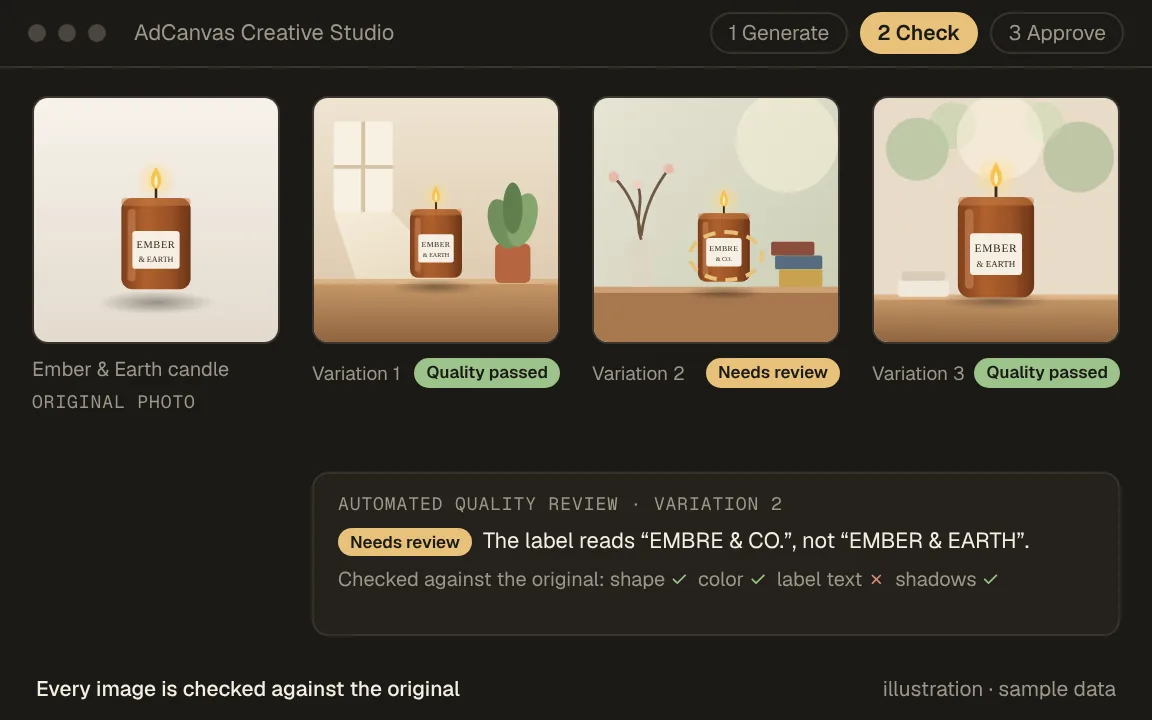 AdCanvas Creative Studio
1 Generate
2 Check
3 Approve
EMBER
& EARTH
EMBER
& EARTH
EMBRE
& CO.
EMBER
& EARTH
Ember & Earth candle
ORIGINAL PHOTO
Variation 1
Quality passed
Variation 2
Needs review
Variation 3
Quality passed
AUTOMATED QUALITY REVIEW · VARIATION 2
Needs review The label reads “EMBRE & CO.”, not “EMBER & EARTH”.
Checked against the original: shape ✓ color ✓ label text ✕ shadows ✓
Every image is checked against the original
illustration · sample data